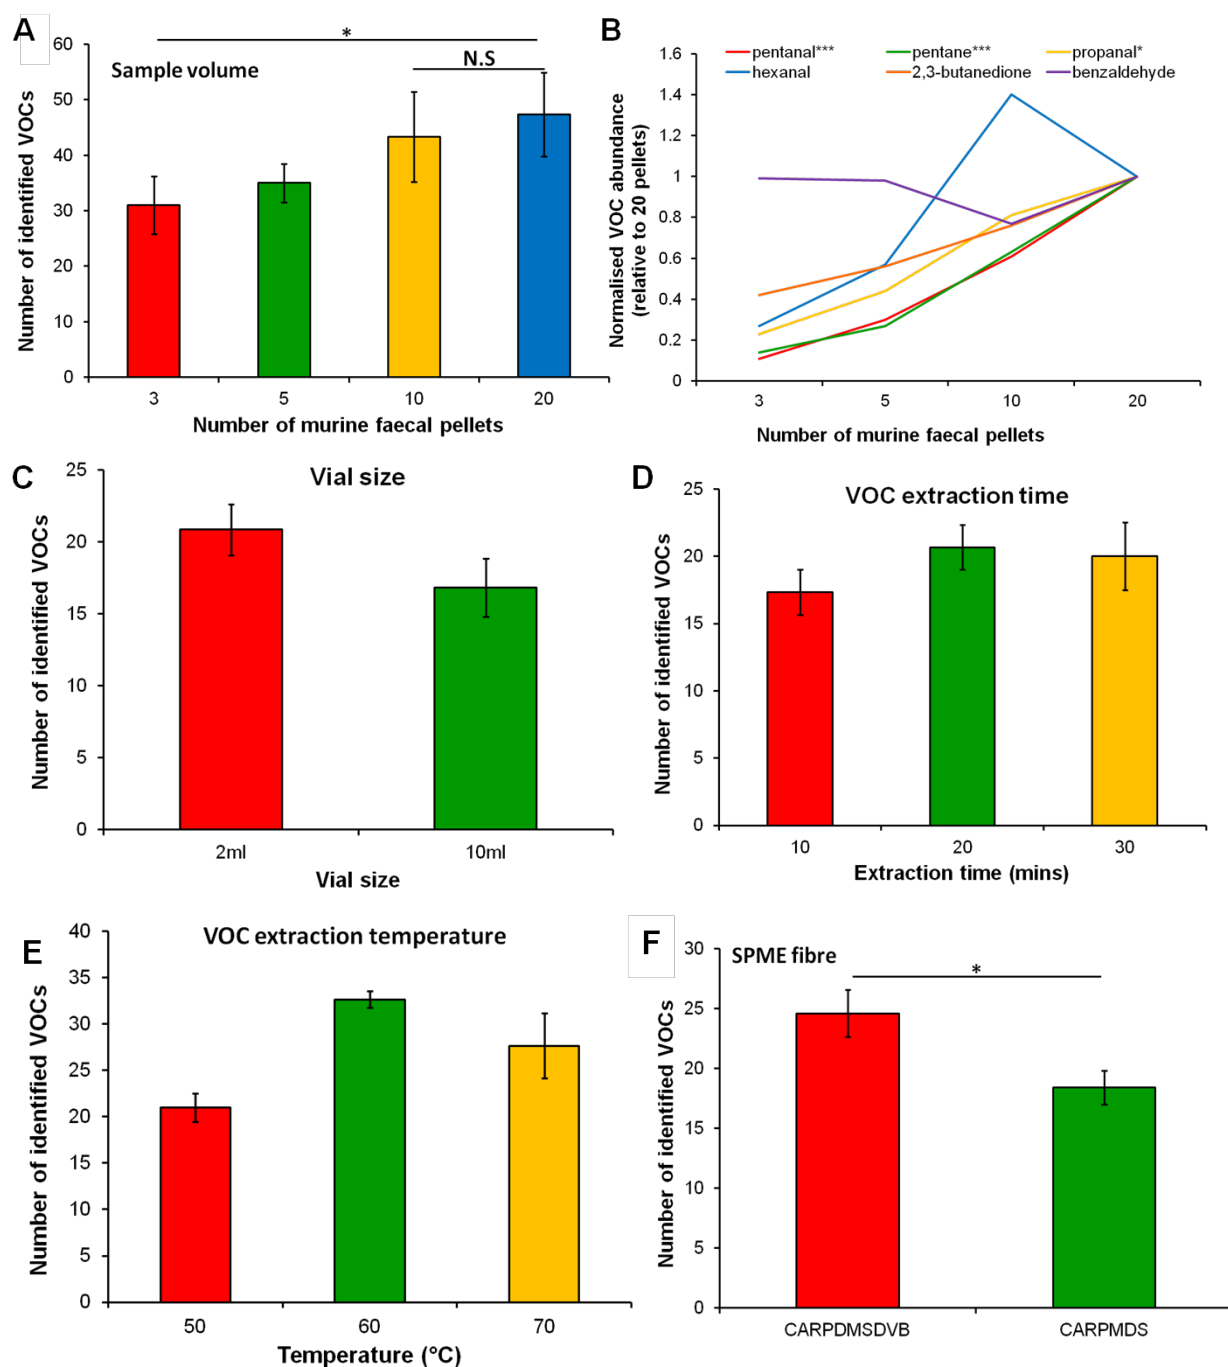 A
Sample volume
*
N.S
Number of identified VOCs
60
50
40
30
20
10
0
3 5 10 20
Number of murine faecal pellets
B
pentanal*** pentane*** propanal*
hexanal 2,3-butanedione benzaldehyde
Normalised VOC abundance
(relative to 20 pellets)
1.6
1.4
1.2
1
0.8
0.6
0.4
0.2
0
3 5 10 20
Number of murine faecal pellets
C
Vial size
Number of identified VOCs
25
20
15
10
5
0
2ml 10ml
Vial size
D
VOC extraction time
Number of identified VOCs
25
20
15
10
5
0
10 20 30
Extraction time (mins)
E
VOC extraction temperature
Number of identified VOCs
40
35
30
25
20
15
10
5
0
50 60 70
Temperature (°C)
F
SPME fibre
*
Number of identified VOCs
30
25
20
15
10
5
0
CARPDMSDVB CARPMDS